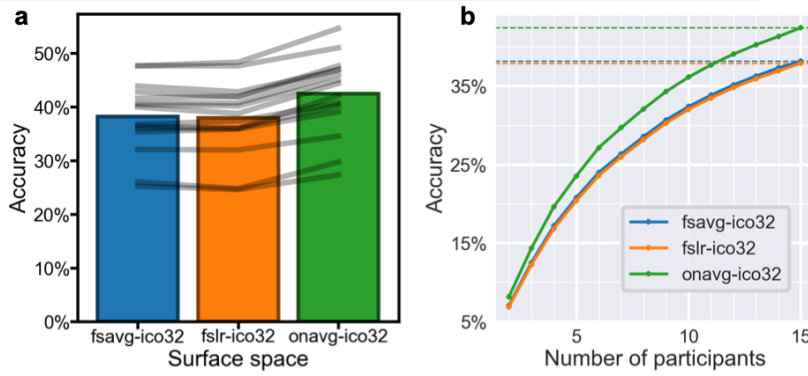 a
50%
40%
30%
20%
10%
0%
Accuracy
fsavg-ico32 fslr-ico32 onavg-ico32
Surface space
b
35%
25%
15%
5%
Accuracy
fsavg-ico32
fslr-ico32
onavg-ico32
5 10 15
Number of participants